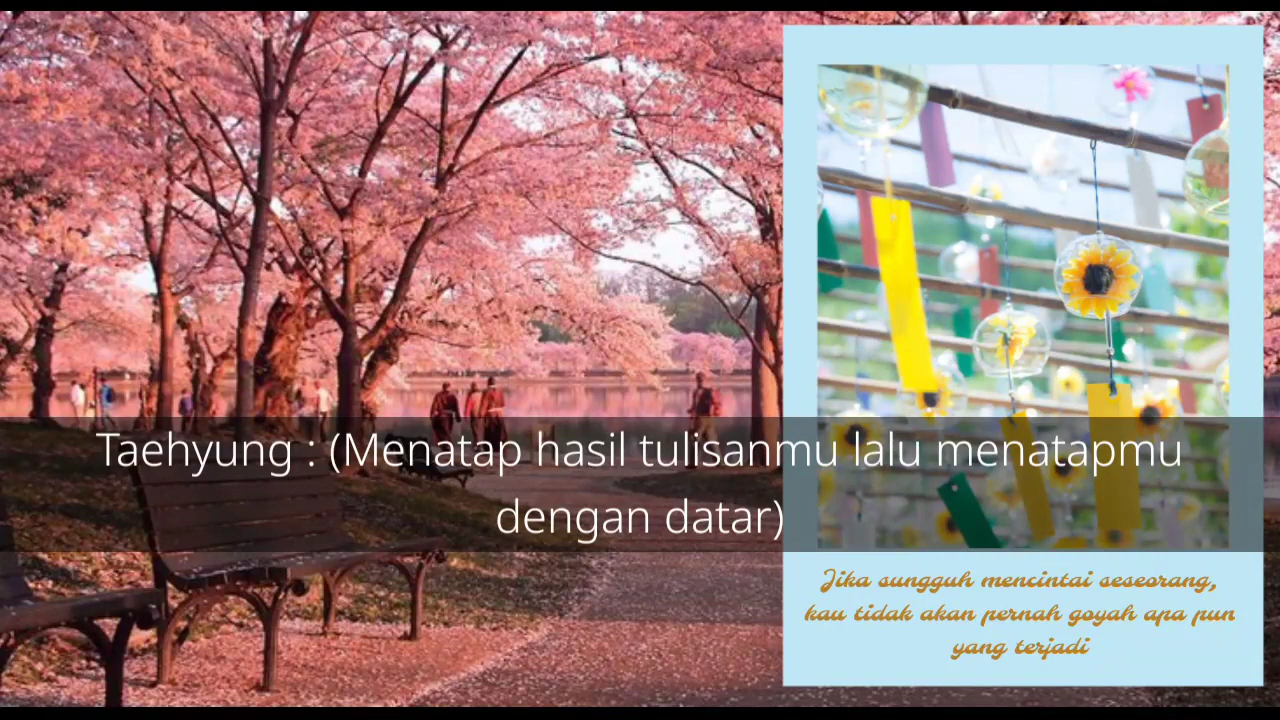 Taehyung : (Menatap hasil tulisanmu lalu menatapmu
dengan datar)
Jika sungguh mencintai seseorang,
kau tidak akan pernah goyah apa pun
yang terjadi